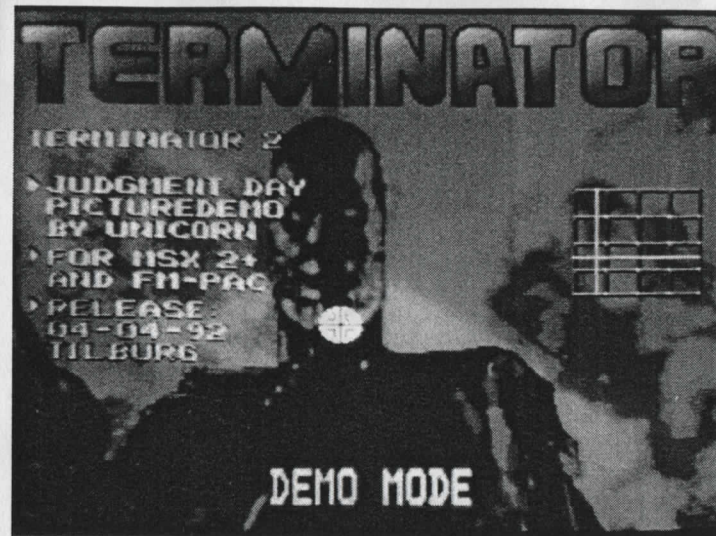 TERMINATOR
TERMINATOR 2
JUDGMENT DAY
PICTUREDEMO
BY UNICORN
FOR MSX 2+
AND FM-PAC
RELEASE:
04-04-92
TILBURG
DEMO MODE